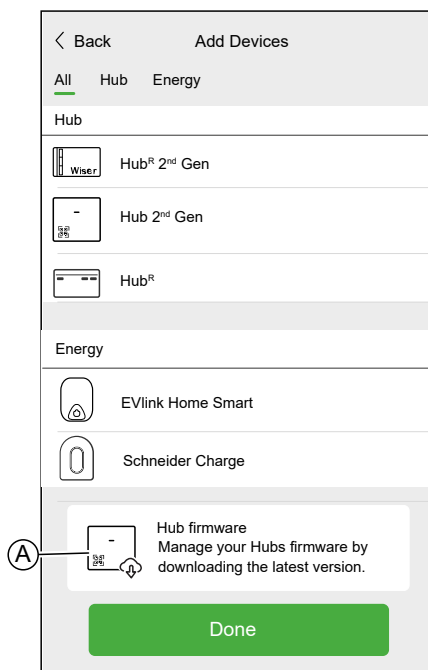 Back Add Devices
All Hub Energy
Hub
Wiser
Hubᴿ 2ⁿᵈ Gen
Hub 2ⁿᵈ Gen
Hubᴿ
Energy
EVlink Home Smart
Schneider Charge
A
Hub firmware
Manage your Hubs firmware by
downloading the latest version.
Done